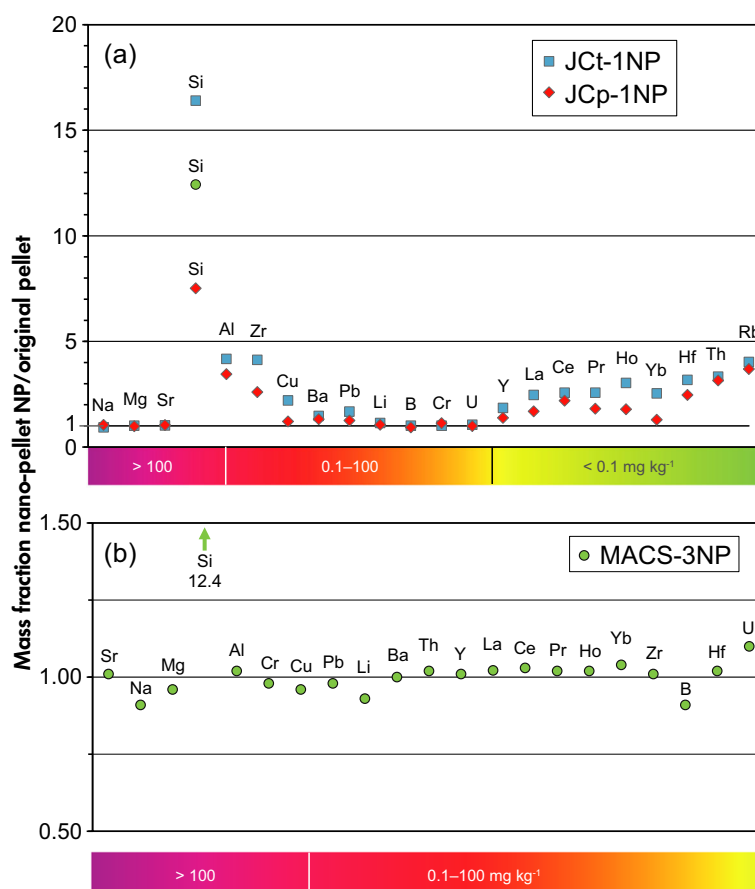 Mass fraction nano-pellet NP/original pellet
(a)
JCt-1NP
JCp-1NP
20
15
10
5
1
0
Si
Si
Si
Na Mg Sr Al Zr Cu Ba Pb Li B Cr U Y La Ce Pr Ho Yb Hf Th Rb
> 100 0.1–100 < 0.1 mg kg⁻¹
(b)
MACS-3NP
1.50
1.00
0.50
Si
12.4
Sr Na Mg Al Cr Cu Pb Li Ba Th Y La Ce Pr Ho Yb Zr B Hf U
> 100 0.1–100 mg kg⁻¹